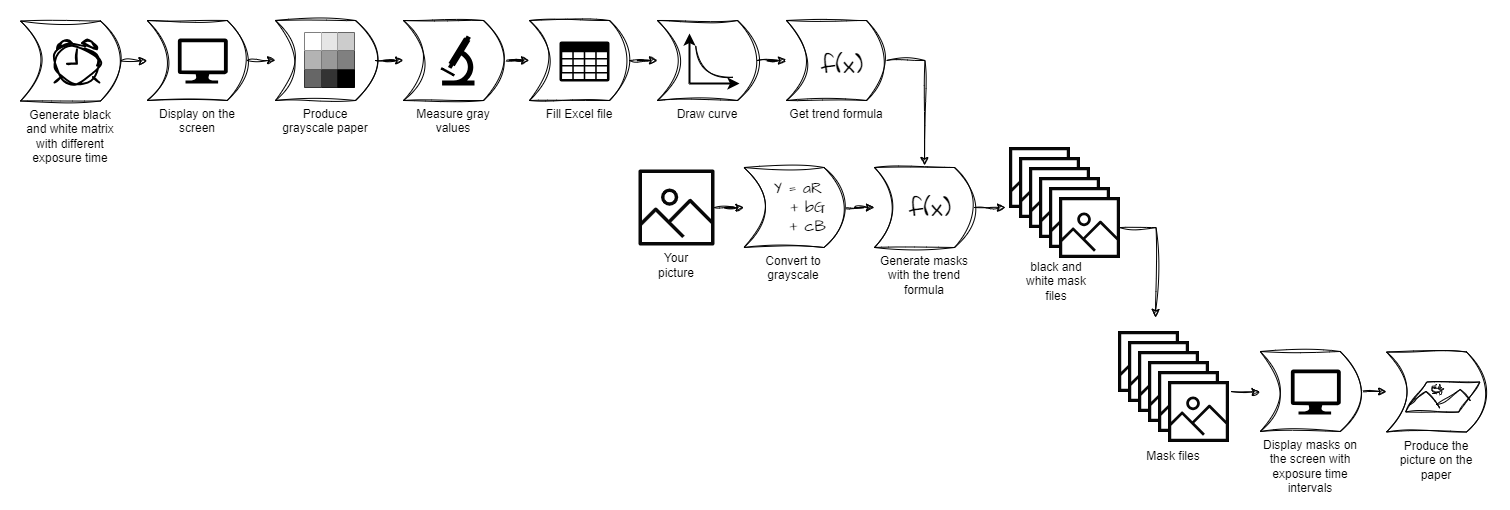 f(x)
Generate black
and white matrix
with different
exposure time
Display on the
screen
Produce
grayscale paper
Measure gray
values
Fill Excel file
Draw curve
Get trend formula
Y = aR
+ bG
+ cB
f(x)
Your
picture
Convert to
grayscale
Generate masks
with the trend
formula
black and
white mask
files
Mask files
Display masks on
the screen with
exposure time
intervals
Produce the
picture on the
paper